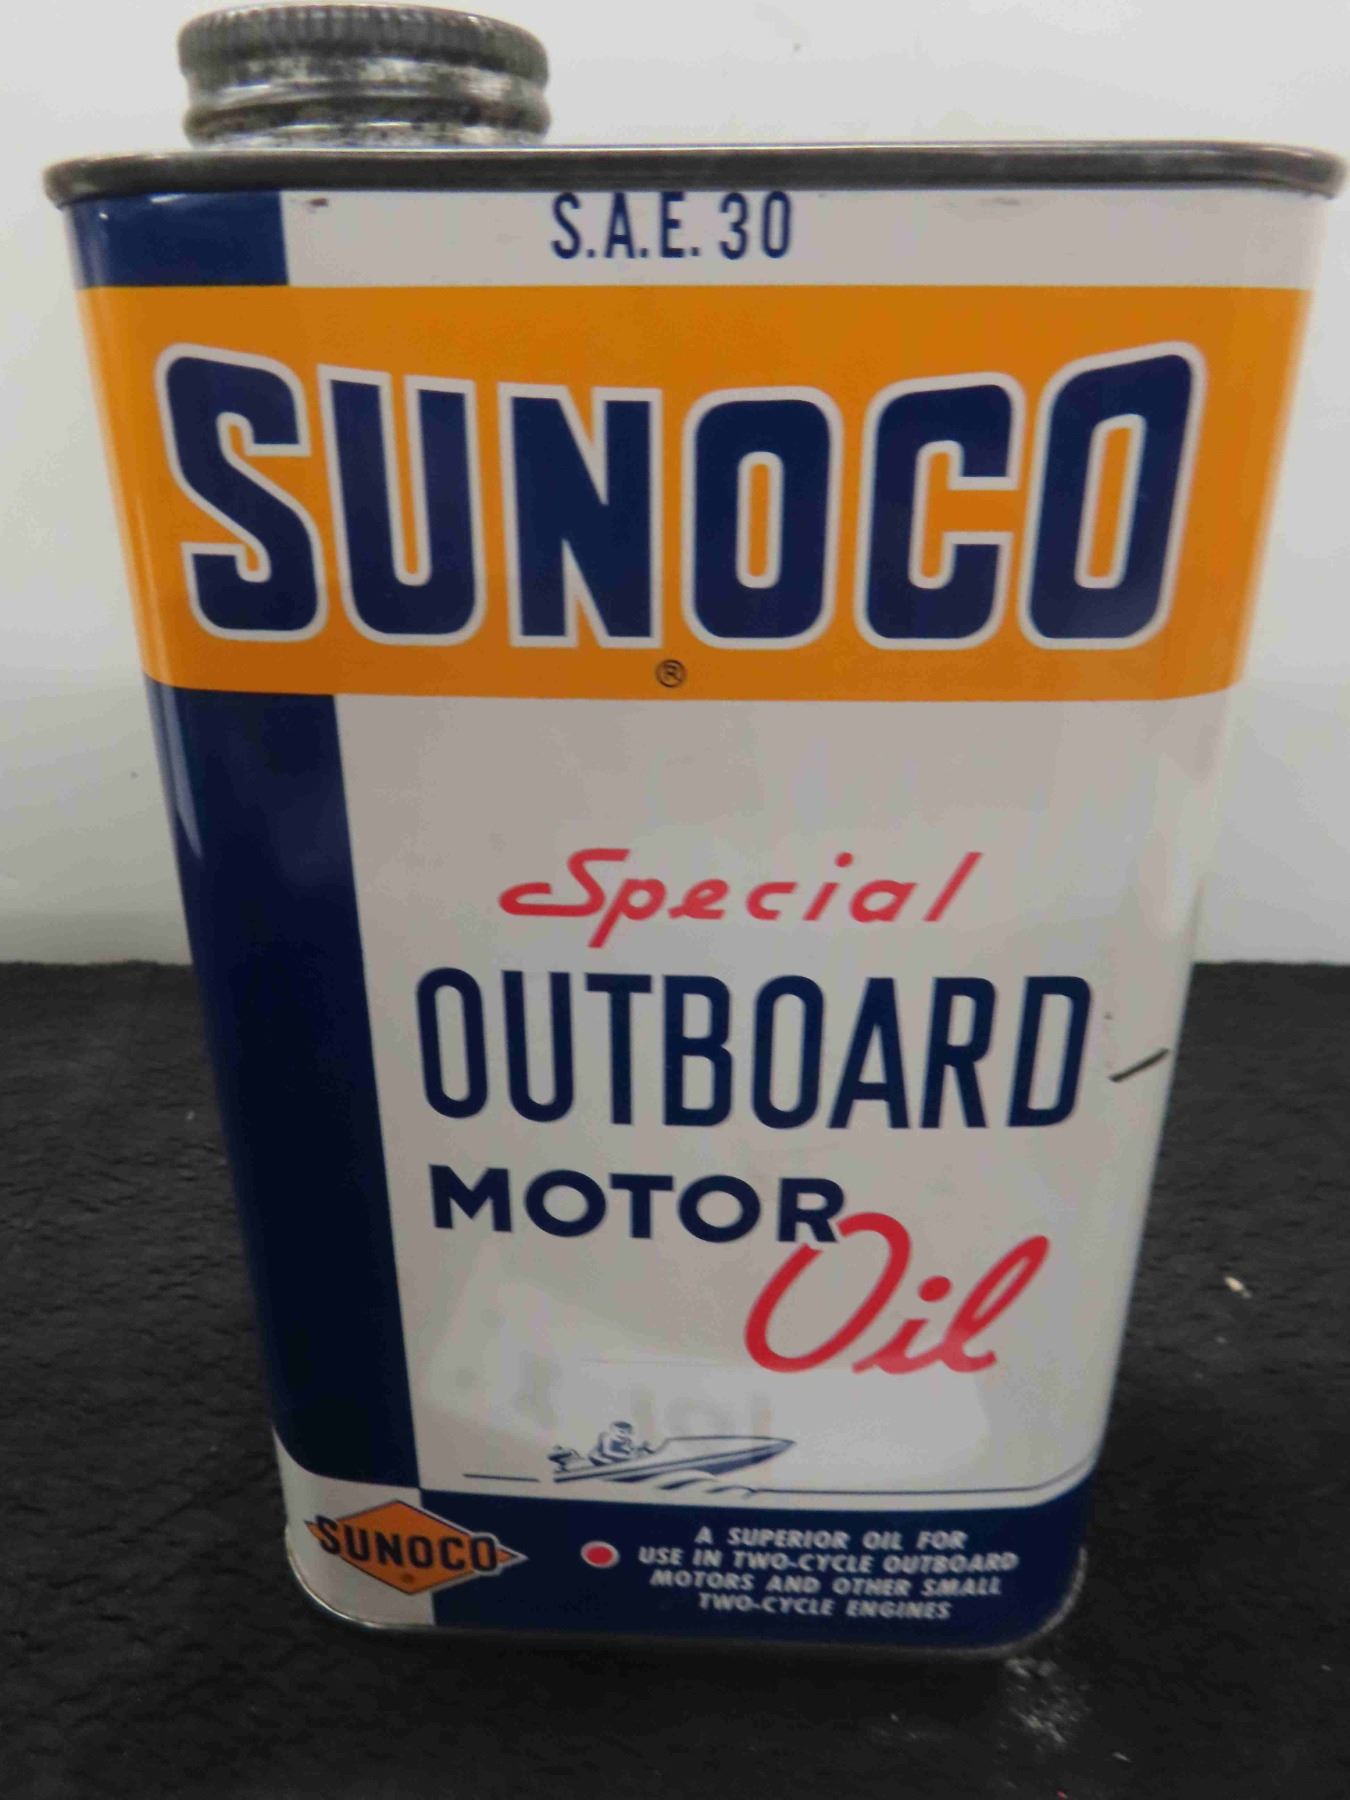 S.A.E. 30
SUNOCO
®
Special
OUTBOARD
MOTOR
Oil
SUNOCO
®
A SUPERIOR OIL FOR
USE IN TWO-CYCLE OUTBOARD
MOTORS AND OTHER SMALL
TWO-CYCLE ENGINES